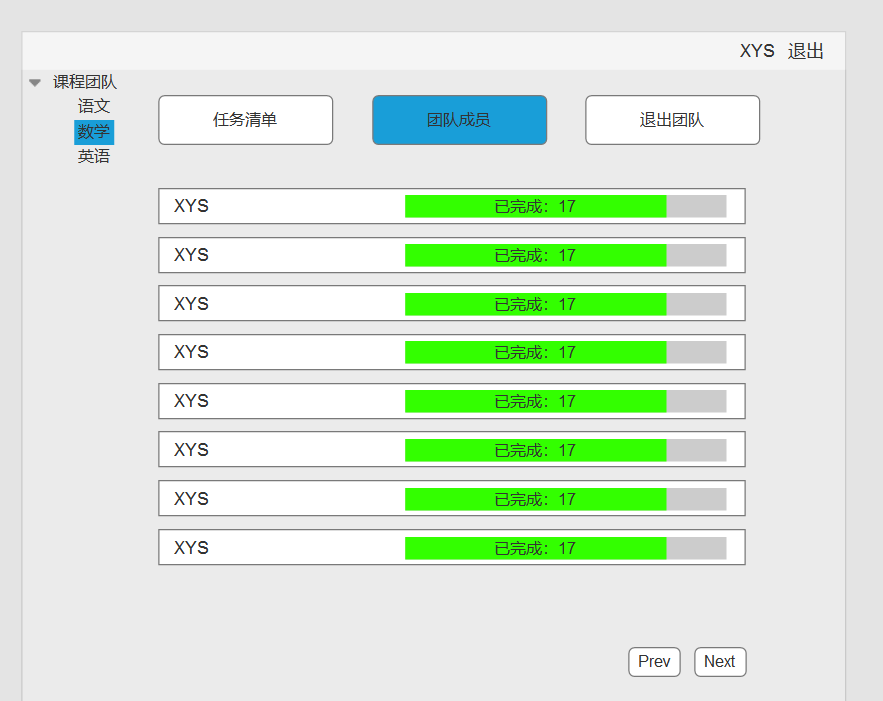 XYS 退出
课程团队
语文
数学
英语
任务清单 团队成员 退出团队
XYS 已完成：17
XYS 已完成：17
XYS 已完成：17
XYS 已完成：17
XYS 已完成：17
XYS 已完成：17
XYS 已完成：17
XYS 已完成：17
Prev Next